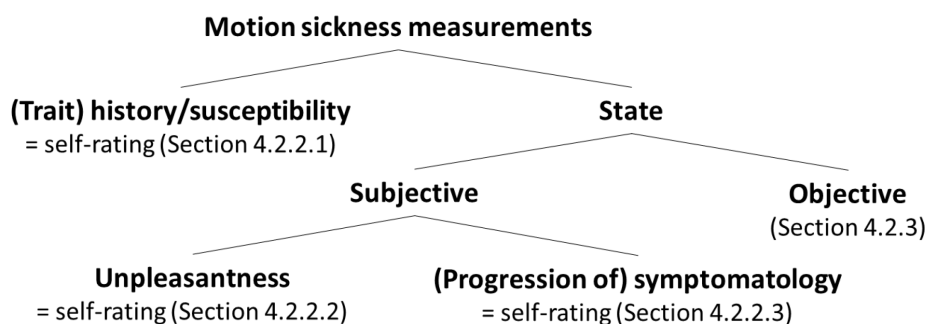 Motion sickness measurements
(Trait) history/susceptibility
= self-rating (Section 4.2.2.1)
State
Subjective
Objective
(Section 4.2.3)
Unpleasantness
= self-rating (Section 4.2.2.2)
(Progression of) symptomatology
= self-rating (Section 4.2.2.3)